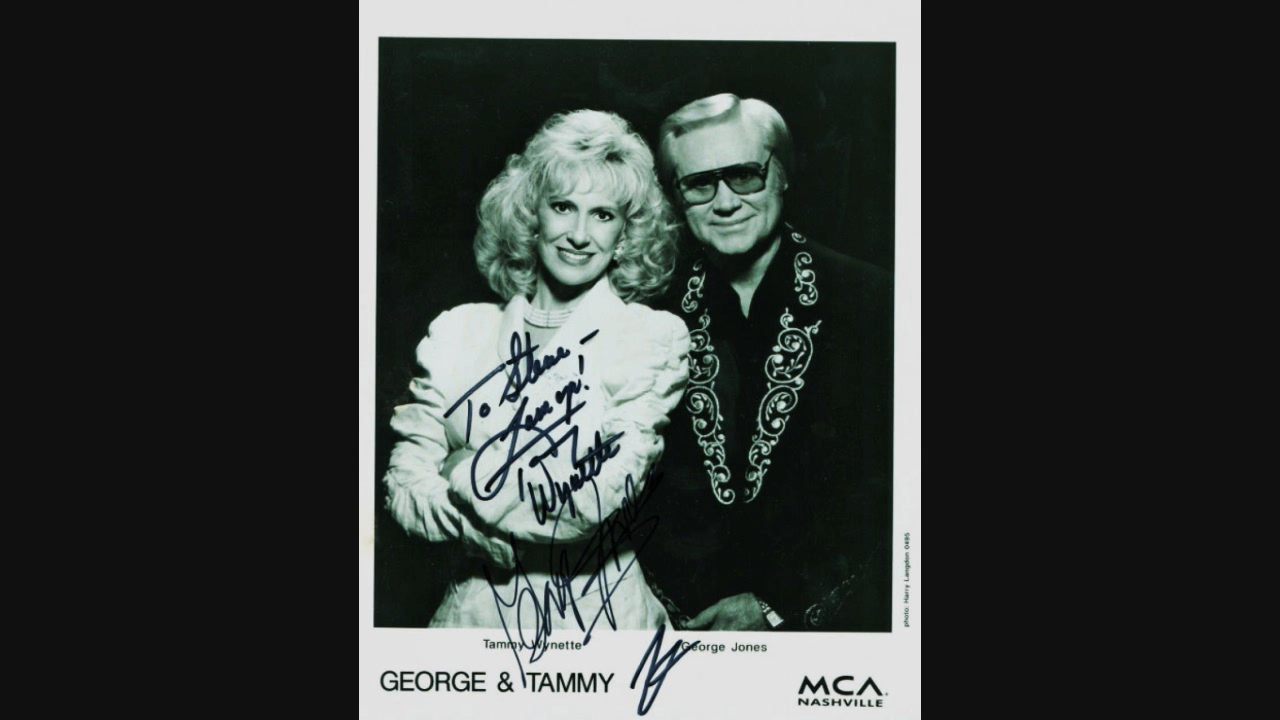 To Steve -
Love ya!
Tammy
Wynette
Tammy Wynette
George Jones
GEORGE & TAMMY
MCA
NASHVILLE
photo: Harry Langdon 0495